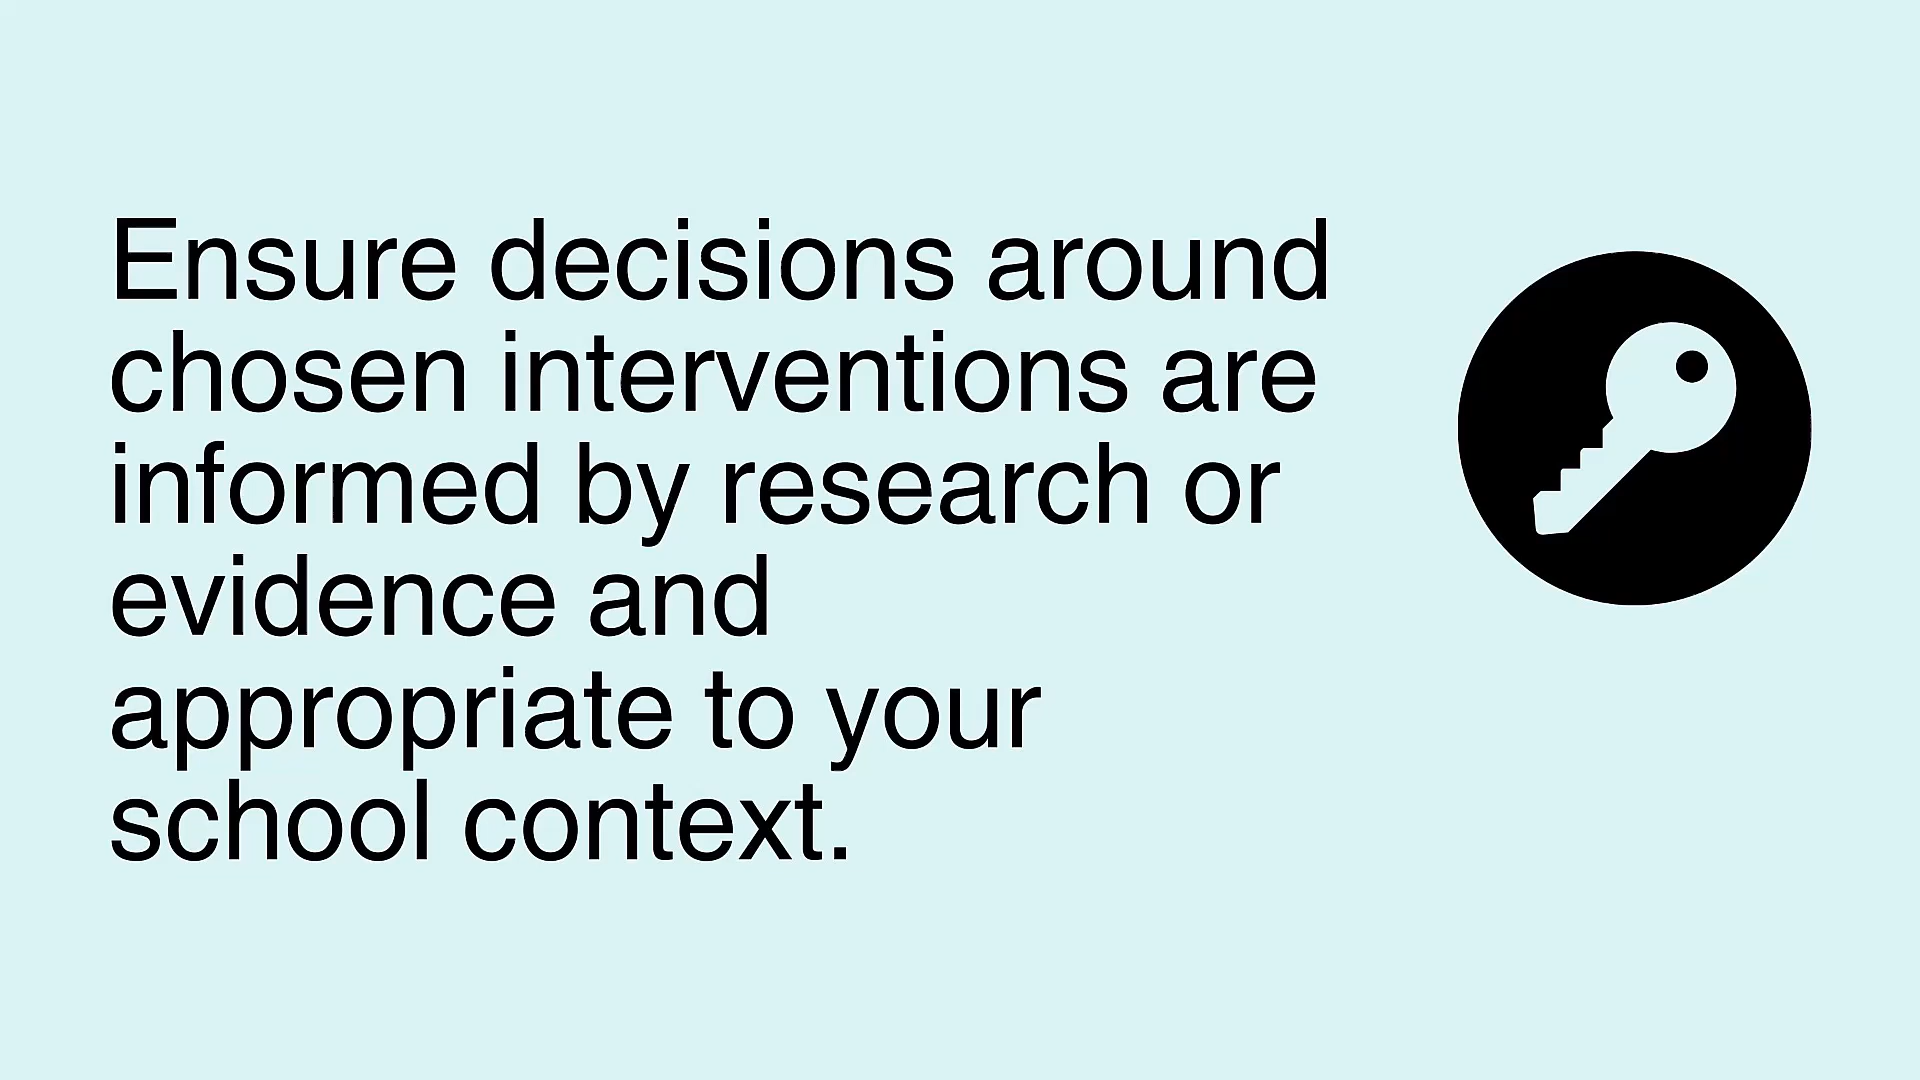 Ensure decisions around
chosen interventions are
informed by research or
evidence and
appropriate to your
school context.